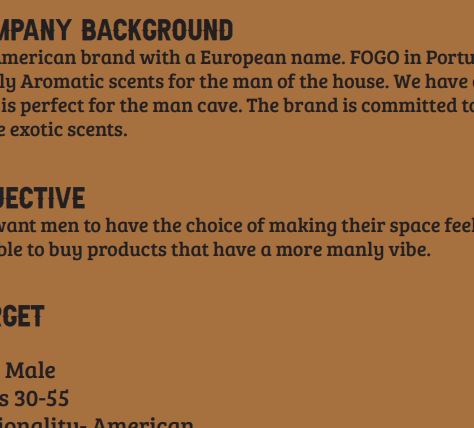 MPANY BACKGROUND
merican brand with a European name. FOGO in Portu
ly Aromatic scents for the man of the house. We have
is perfect for the man cave. The brand is committed to
e exotic scents.
JECTIVE
want men to have the choice of making their space feel
ble to buy products that have a more manly vibe.
RGET
Male
s 30-55
ionality- American